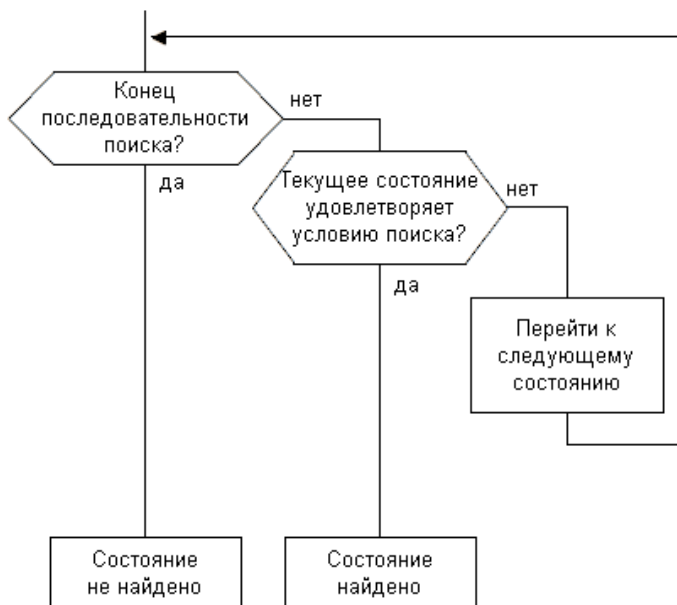 Конец
последовательности
поиска?
нет
да
Текущее состояние
удовлетворяет
условию поиска?
нет
да
Перейти к
следующему
состоянию
Состояние
не найдено
Состояние
найдено